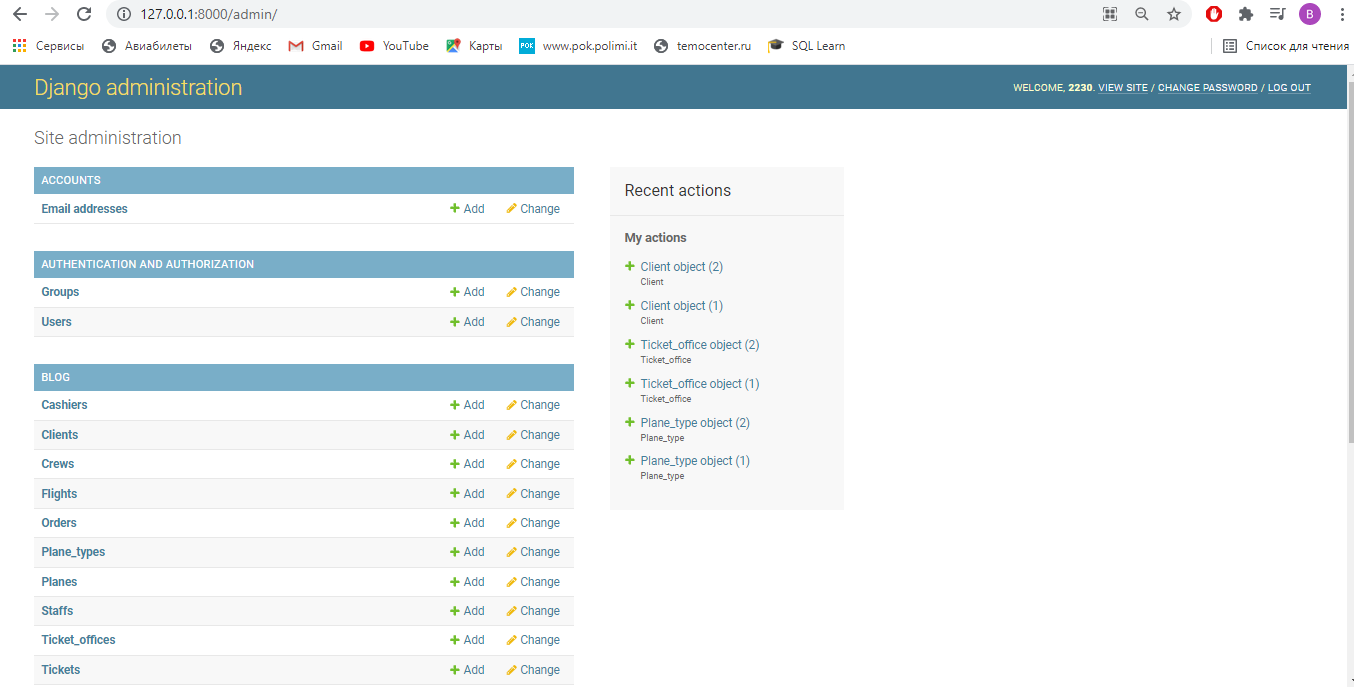 127.0.0.1:8000/admin/
B
Сервисы Авиабилеты Яндекс Gmail YouTube Карты POK www.pok.polimi.it temocenter.ru SQL Learn Список для чтения
Django administration
WELCOME, 2230. VIEW SITE / CHANGE PASSWORD / LOG OUT
Site administration
ACCOUNTS
Email addresses Add Change
AUTHENTICATION AND AUTHORIZATION
Groups Add Change
Users Add Change
BLOG
Cashiers Add Change
Clients Add Change
Crews Add Change
Flights Add Change
Orders Add Change
Plane_types Add Change
Planes Add Change
Staffs Add Change
Ticket_offices Add Change
Tickets Add Change
Recent actions
My actions
Client object (2)
Client
Client object (1)
Client
Ticket_office object (2)
Ticket_office
Ticket_office object (1)
Ticket_office
Plane_type object (2)
Plane_type
Plane_type object (1)
Plane_type